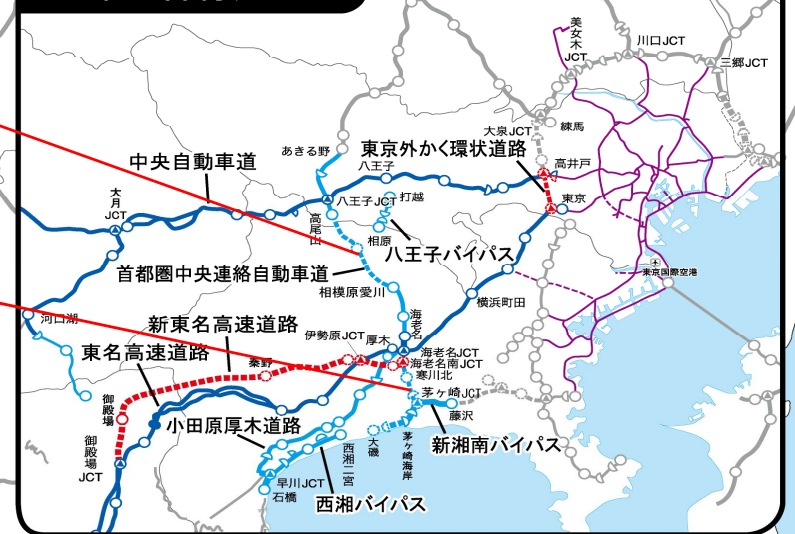 美女木JCT
川口JCT
三郷JCT
大泉JCT
練馬
あきる野
東京外かく環状道路
高井戸
中央自動車道
八王子
大月JCT
八王子JCT
打越
東京
高尾山
相原
八王子バイパス
首都圏中央連絡自動車道
東京国際空港
相模原愛川
横浜町田
河口湖
新東名高速道路
海老名
伊勢原JCT
厚木
東名高速道路
海老名JCT
秦野
海老名南JCT
寒川北
茅ヶ崎JCT
御殿場
藤沢
小田原厚木道路
新湘南バイパス
御殿場JCT
西湘二宮
大磯
茅ヶ崎海岸
早川JCT
石橋
西湘バイパス